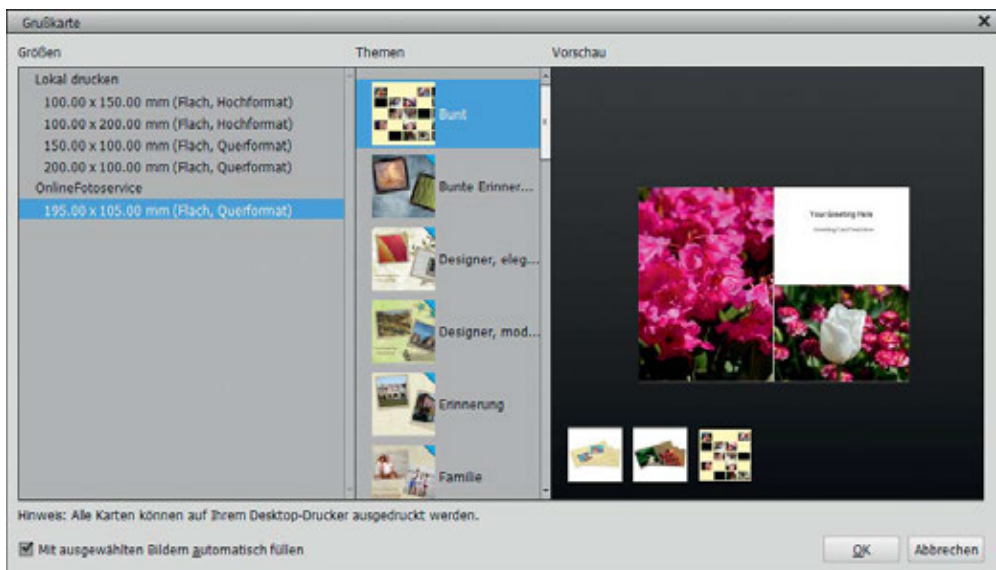 Grußkarte
Größen
Lokal drucken
100.00 x 150.00 mm (Flach, Hochformat)
100.00 x 200.00 mm (Flach, Hochformat)
150.00 x 100.00 mm (Flach, Querformat)
200.00 x 100.00 mm (Flach, Querformat)
OnlineFotoservice
195.00 x 105.00 mm (Flach, Querformat)
Themen
Bunt
Bunte Erinner...
Designer, eleg...
Designer, mod...
Erinnerung
Familie
Vorschau
Your Greeting Here
Hinweis: Alle Karten können auf Ihrem Desktop-Drucker ausgedruckt werden.
Mit ausgewählten Bildern automatisch füllen
OK
Abbrechen